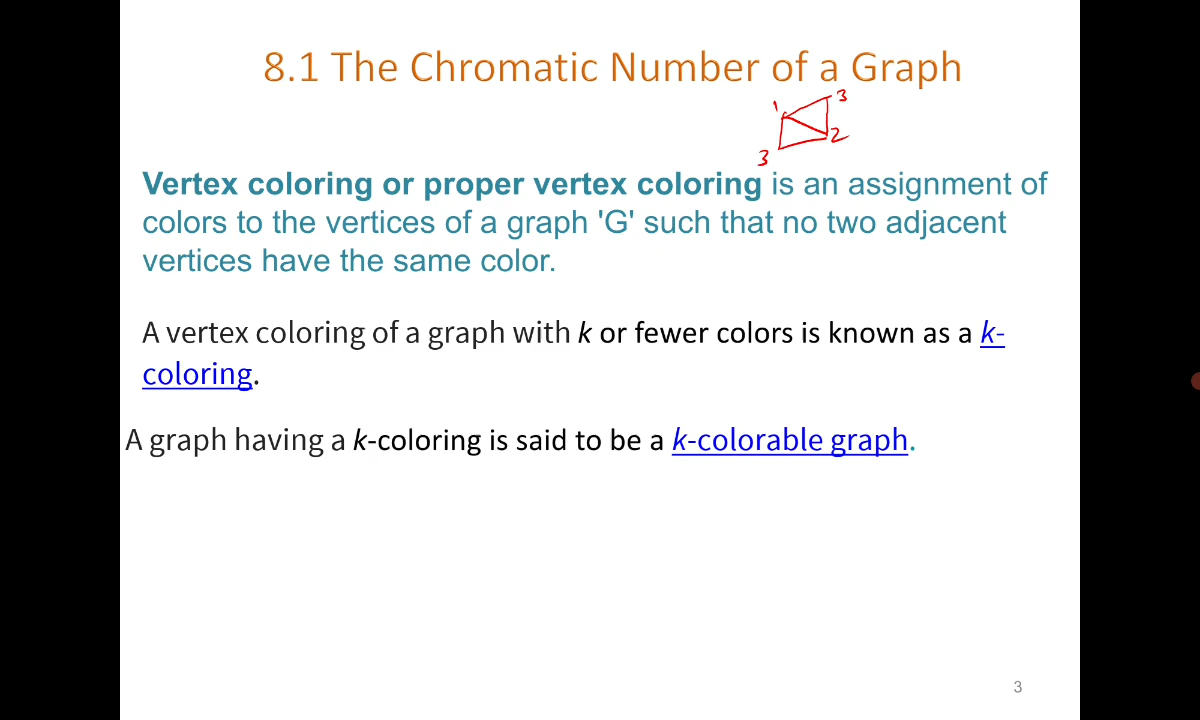 8.1 The Chromatic Number of a Graph
1 3
3 2
Vertex coloring or proper vertex coloring is an assignment of
colors to the vertices of a graph 'G' such that no two adjacent
vertices have the same color.
A vertex coloring of a graph with k or fewer colors is known as a k-
coloring.
A graph having a k-coloring is said to be a k-colorable graph.
3